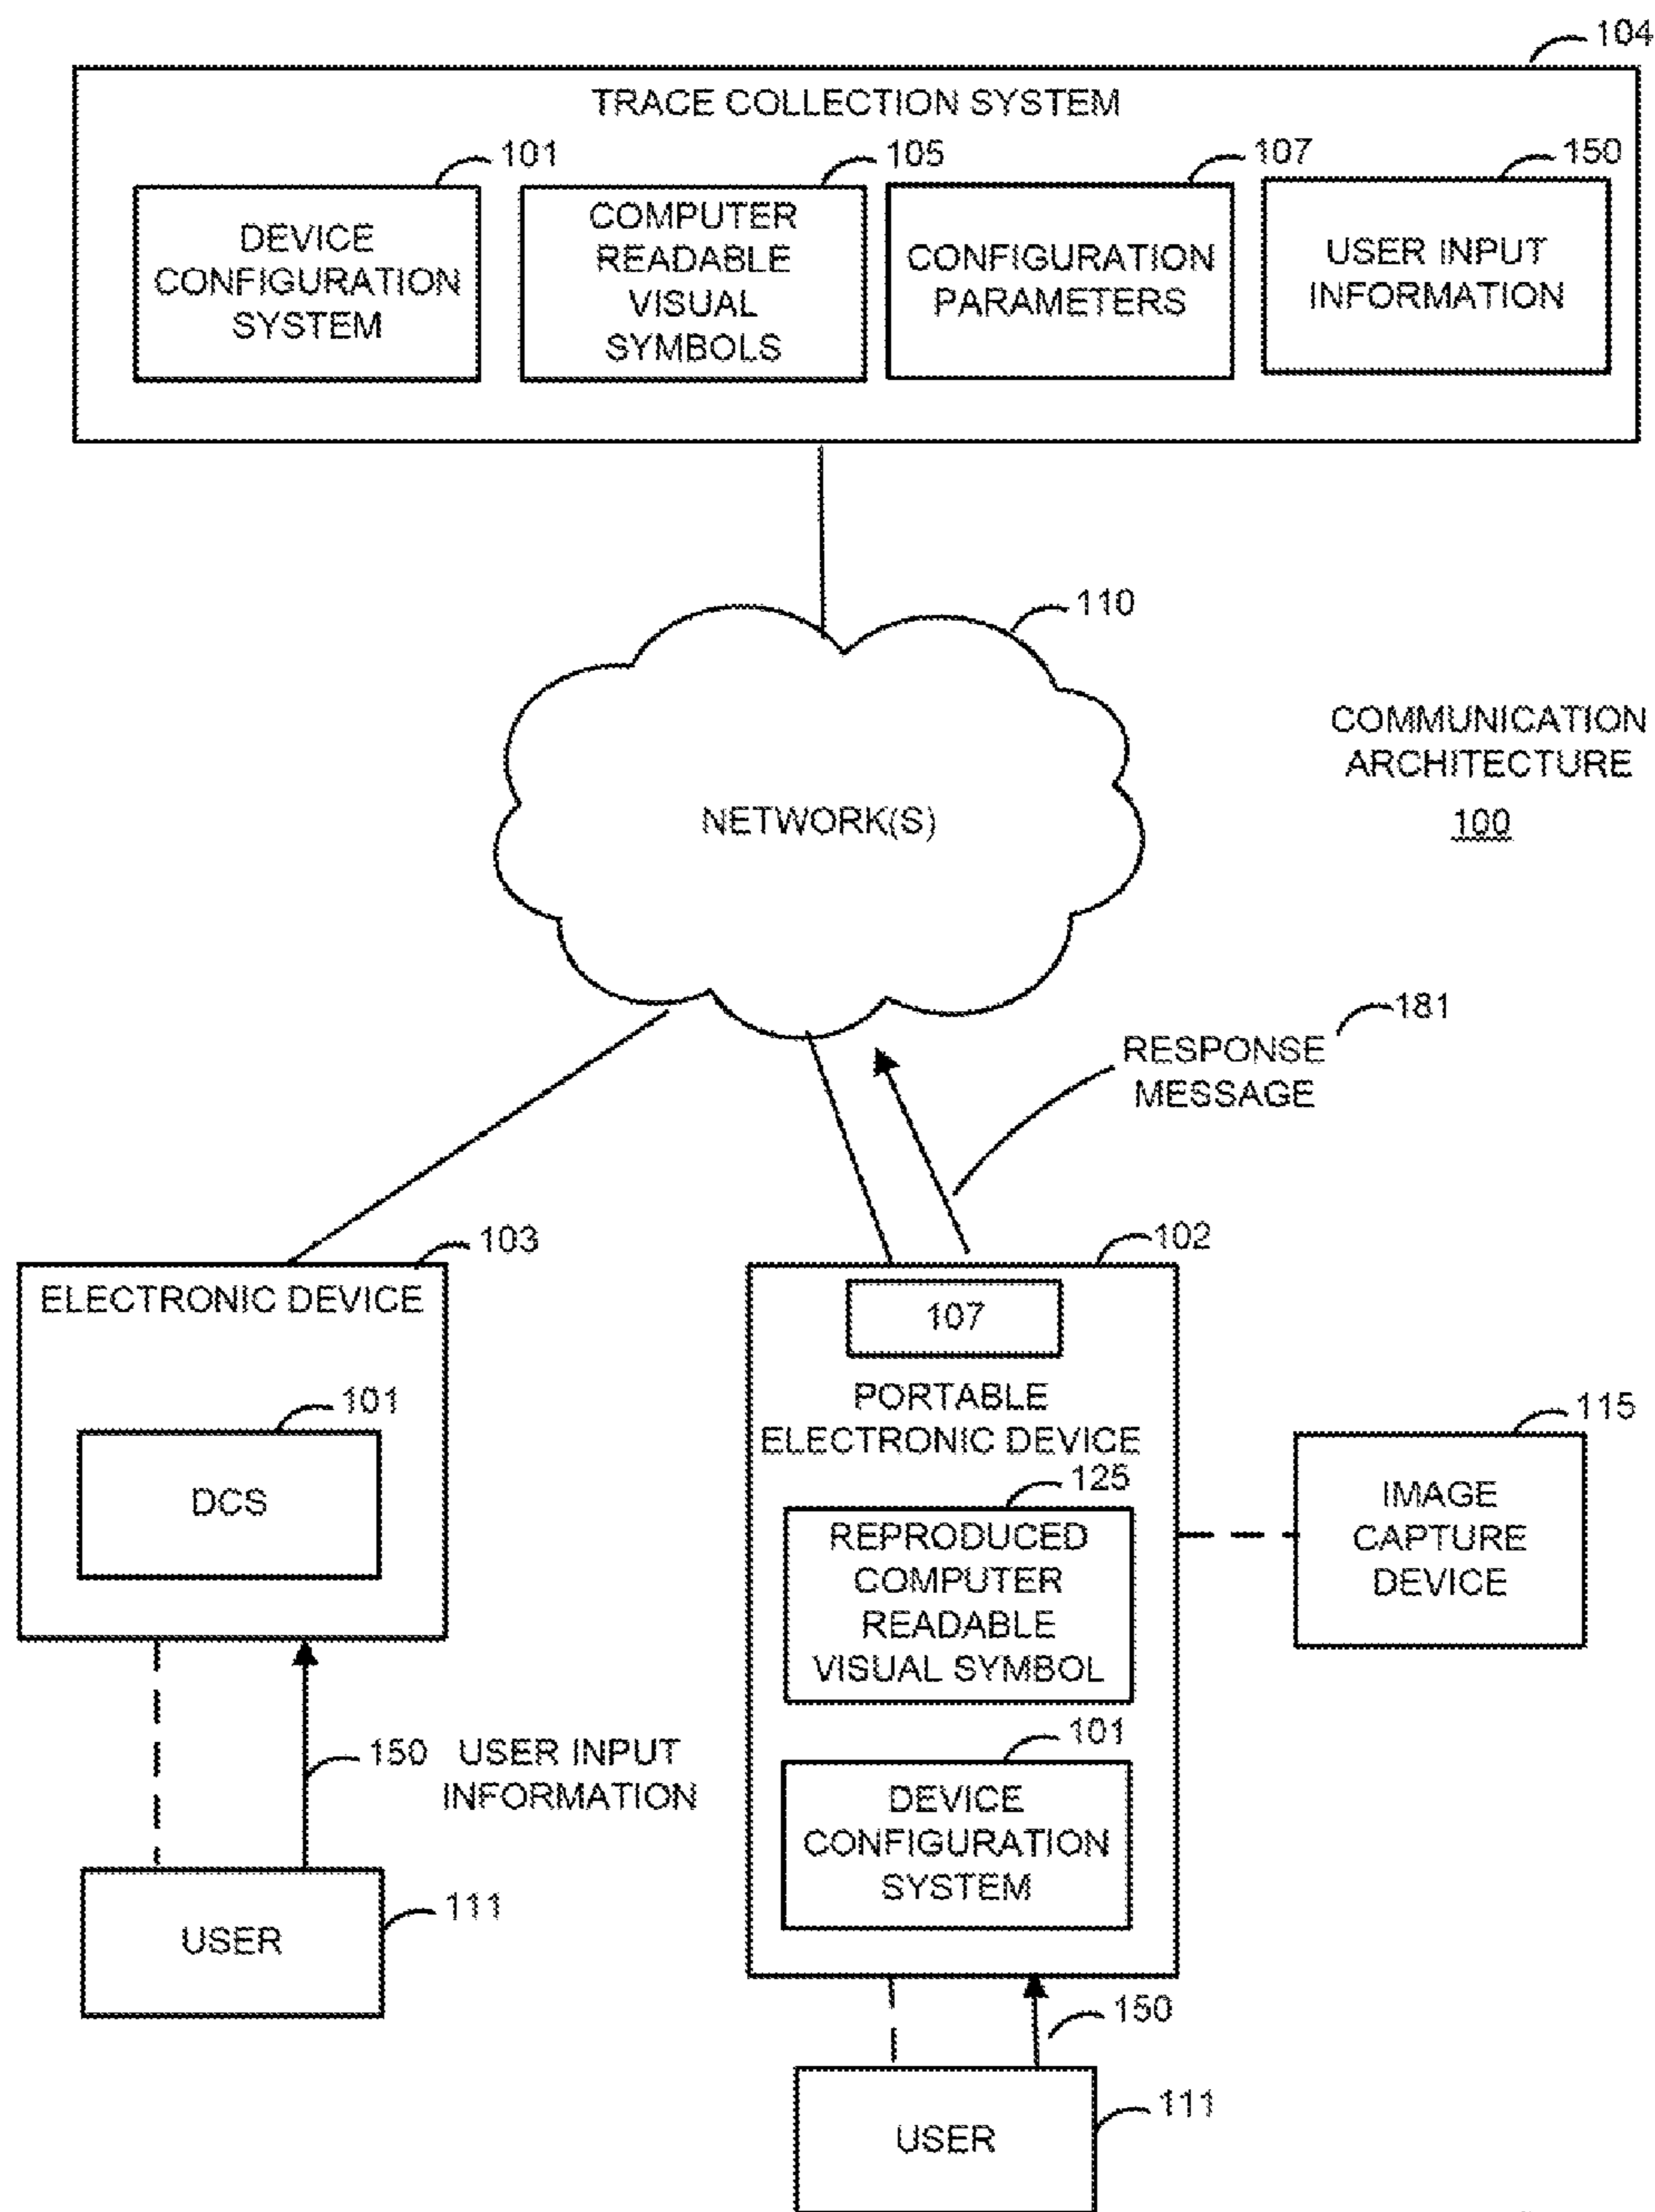 104
TRACE COLLECTION SYSTEM
101
105
107
150
DEVICE
CONFIGURATION
SYSTEM
COMPUTER
READABLE
VISUAL
SYMBOLS
CONFIGURATION
PARAMETERS
USER INPUT
INFORMATION
110
COMMUNICATION
ARCHITECTURE
100
NETWORK(S)
181
RESPONSE
MESSAGE
103
ELECTRONIC DEVICE
101
DCS
102
107
PORTABLE
ELECTRONIC DEVICE
125
REPRODUCED
COMPUTER
READABLE
VISUAL SYMBOL
101
DEVICE
CONFIGURATION
SYSTEM
115
IMAGE
CAPTURE
DEVICE
150 USER INPUT
INFORMATION
USER
111
150
USER
111